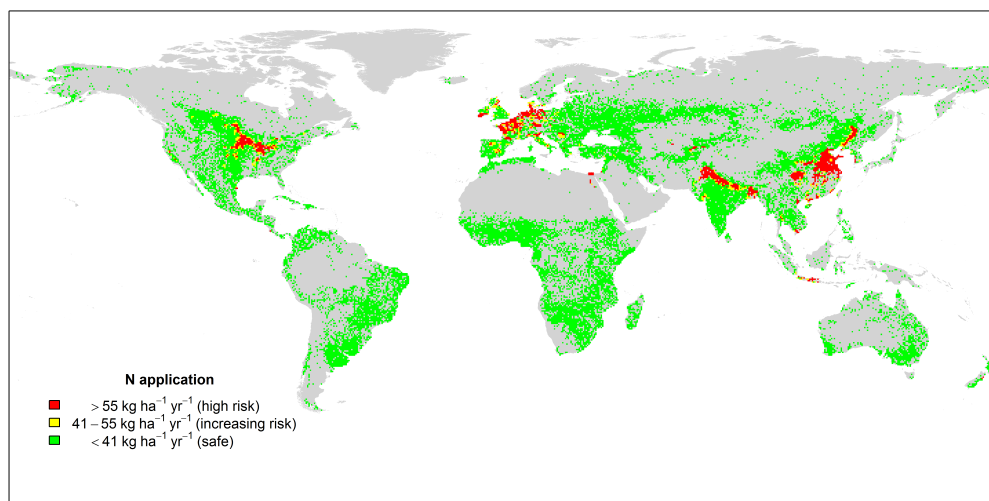 N application
> 55 kg ha⁻¹ yr⁻¹ (high risk)
41 – 55 kg ha⁻¹ yr⁻¹ (increasing risk)
< 41 kg ha⁻¹ yr⁻¹ (safe)